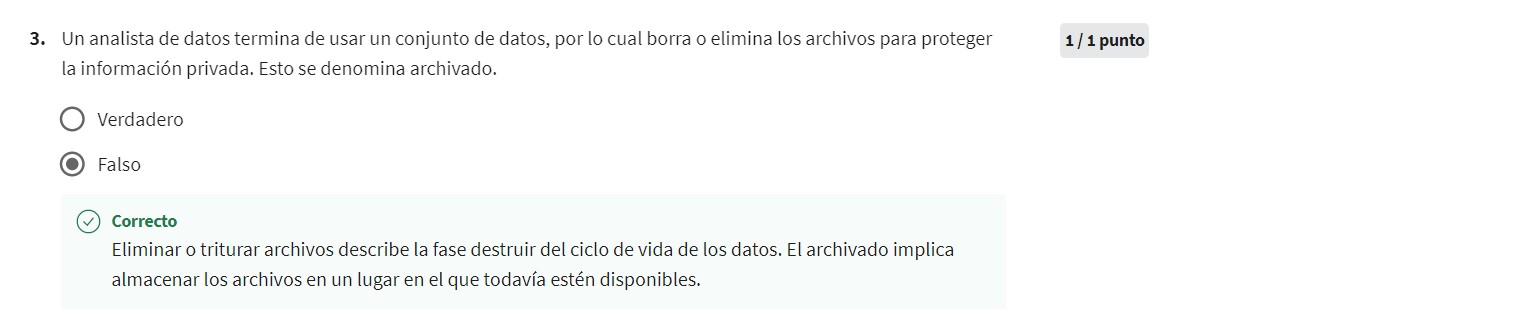 3. Un analista de datos termina de usar un conjunto de datos, por lo cual borra o elimina los archivos para proteger
la información privada. Esto se denomina archivado.
1 / 1 punto
Verdadero
Falso
Correcto
Eliminar o triturar archivos describe la fase destruir del ciclo de vida de los datos. El archivado implica
almacenar los archivos en un lugar en el que todavía estén disponibles.